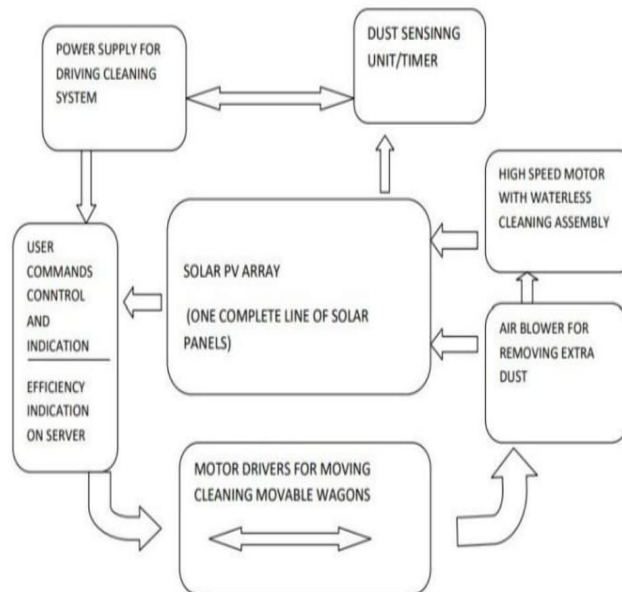 POWER SUPPLY FOR
DRIVING CLEANING
SYSTEM
DUST SENSINNG
UNIT/TIMER
HIGH SPEED MOTOR
WITH WATERLESS
CLEANING ASSEMBLY
USER
COMMANDS
CONNTROL
AND
INDICATION
EFFICIENCY
INDICATION
ON SERVER
SOLAR PV ARRAY
(ONE COMPLETE LINE OF SOLAR
PANELS)
AIR BLOWER FOR
REMOVING EXTRA
DUST
MOTOR DRIVERS FOR MOVING
CLEANING MOVABLE WAGONS